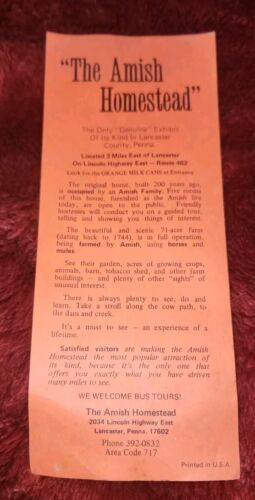 "The Amish
Homestead"
The Only "Genuine" Exhibit
Of Its Kind in Lancaster
County, Penna.
Located 3 Miles East of Lancaster
On Lincoln Highway East — Route 462
Look for the ORANGE MILK CANS at Entrance
The original home, built 200 years ago,
is occupied by an Amish Family. Five rooms
of this house, furnished as the Amish live
today, are open to the public. Friendly
hostesses will conduct you on a guided tour,
telling and showing you things of interest.
The beautiful and scenic 71-acre farm
(dating back to 1744), is in full operation,
being farmed by Amish, using horses and
mules.
See their garden, acres of growing crops,
animals, barn, tobacco shed, and other farm
buildings — and plenty of other "sights" of
unusual interest.
There is always plenty to see, do and
learn. Take a stroll along the cow path, to
the dam and creek.
It's a must to see — an experience of a
lifetime.
Satisfied visitors are making the Amish
Homestead the most popular attraction of
its kind, because it's the only one that
offers you exactly what you have driven
many miles to see.
WE WELCOME BUS TOURS!
The Amish Homestead
2034 Lincoln Highway East
Lancaster, Penna. 17602
Phone 392-0832
Area Code 717
Printed in U.S.A.